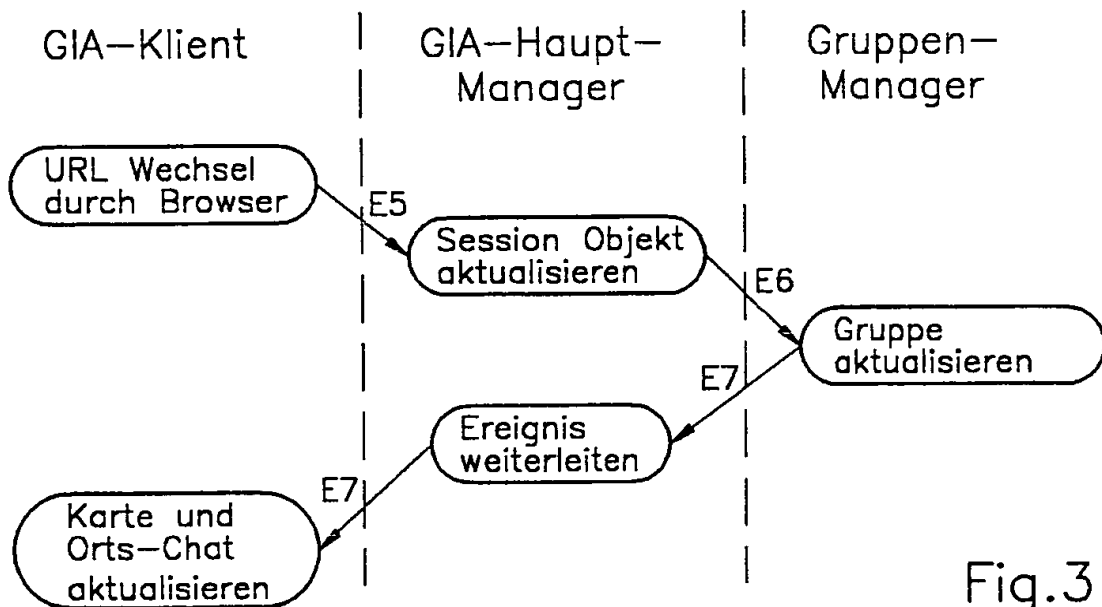 GIA-Klient
GIA-Haupt-
Manager
Gruppen-
Manager
URL Wechsel
durch Browser
E5
Session Objekt
aktualisieren
E6
Gruppe
aktualisieren
E7
Ereignis
weiterleiten
E7
Karte und
Orts-Chat
aktualisieren
Fig.3